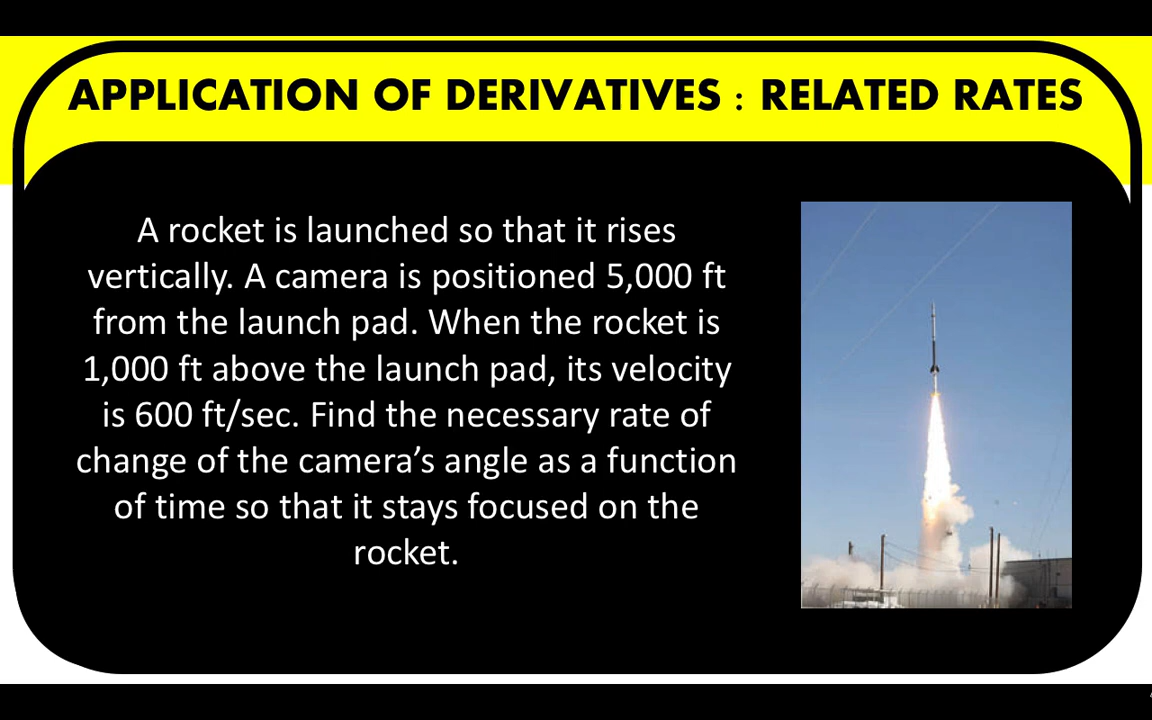 APPLICATION OF DERIVATIVES : RELATED RATES
A rocket is launched so that it rises
vertically. A camera is positioned 5,000 ft
from the launch pad. When the rocket is
1,000 ft above the launch pad, its velocity
is 600 ft/sec. Find the necessary rate of
change of the camera’s angle as a function
of time so that it stays focused on the
rocket.